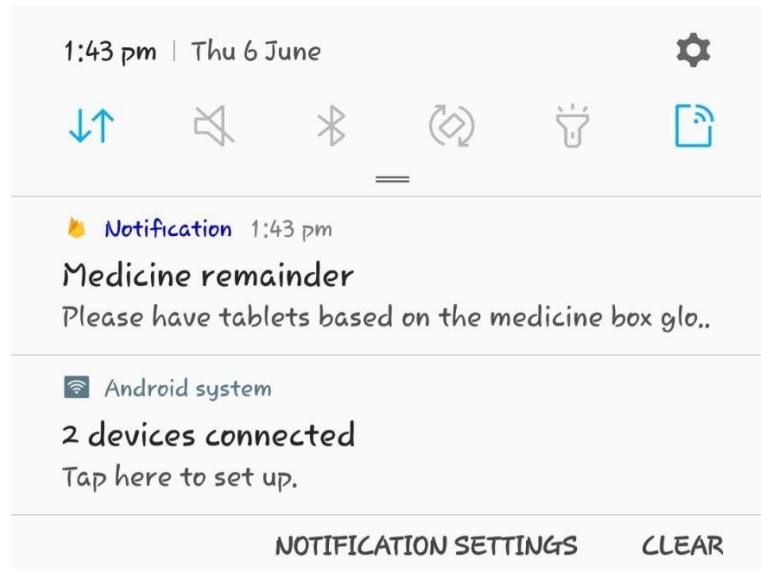 1:43 pm | Thu 6 June
Notification 1:43 pm
Medicine remainder
Please have tablets based on the medicine box glo..
Android system
2 devices connected
Tap here to set up.
NOTIFICATION SETTINGS CLEAR